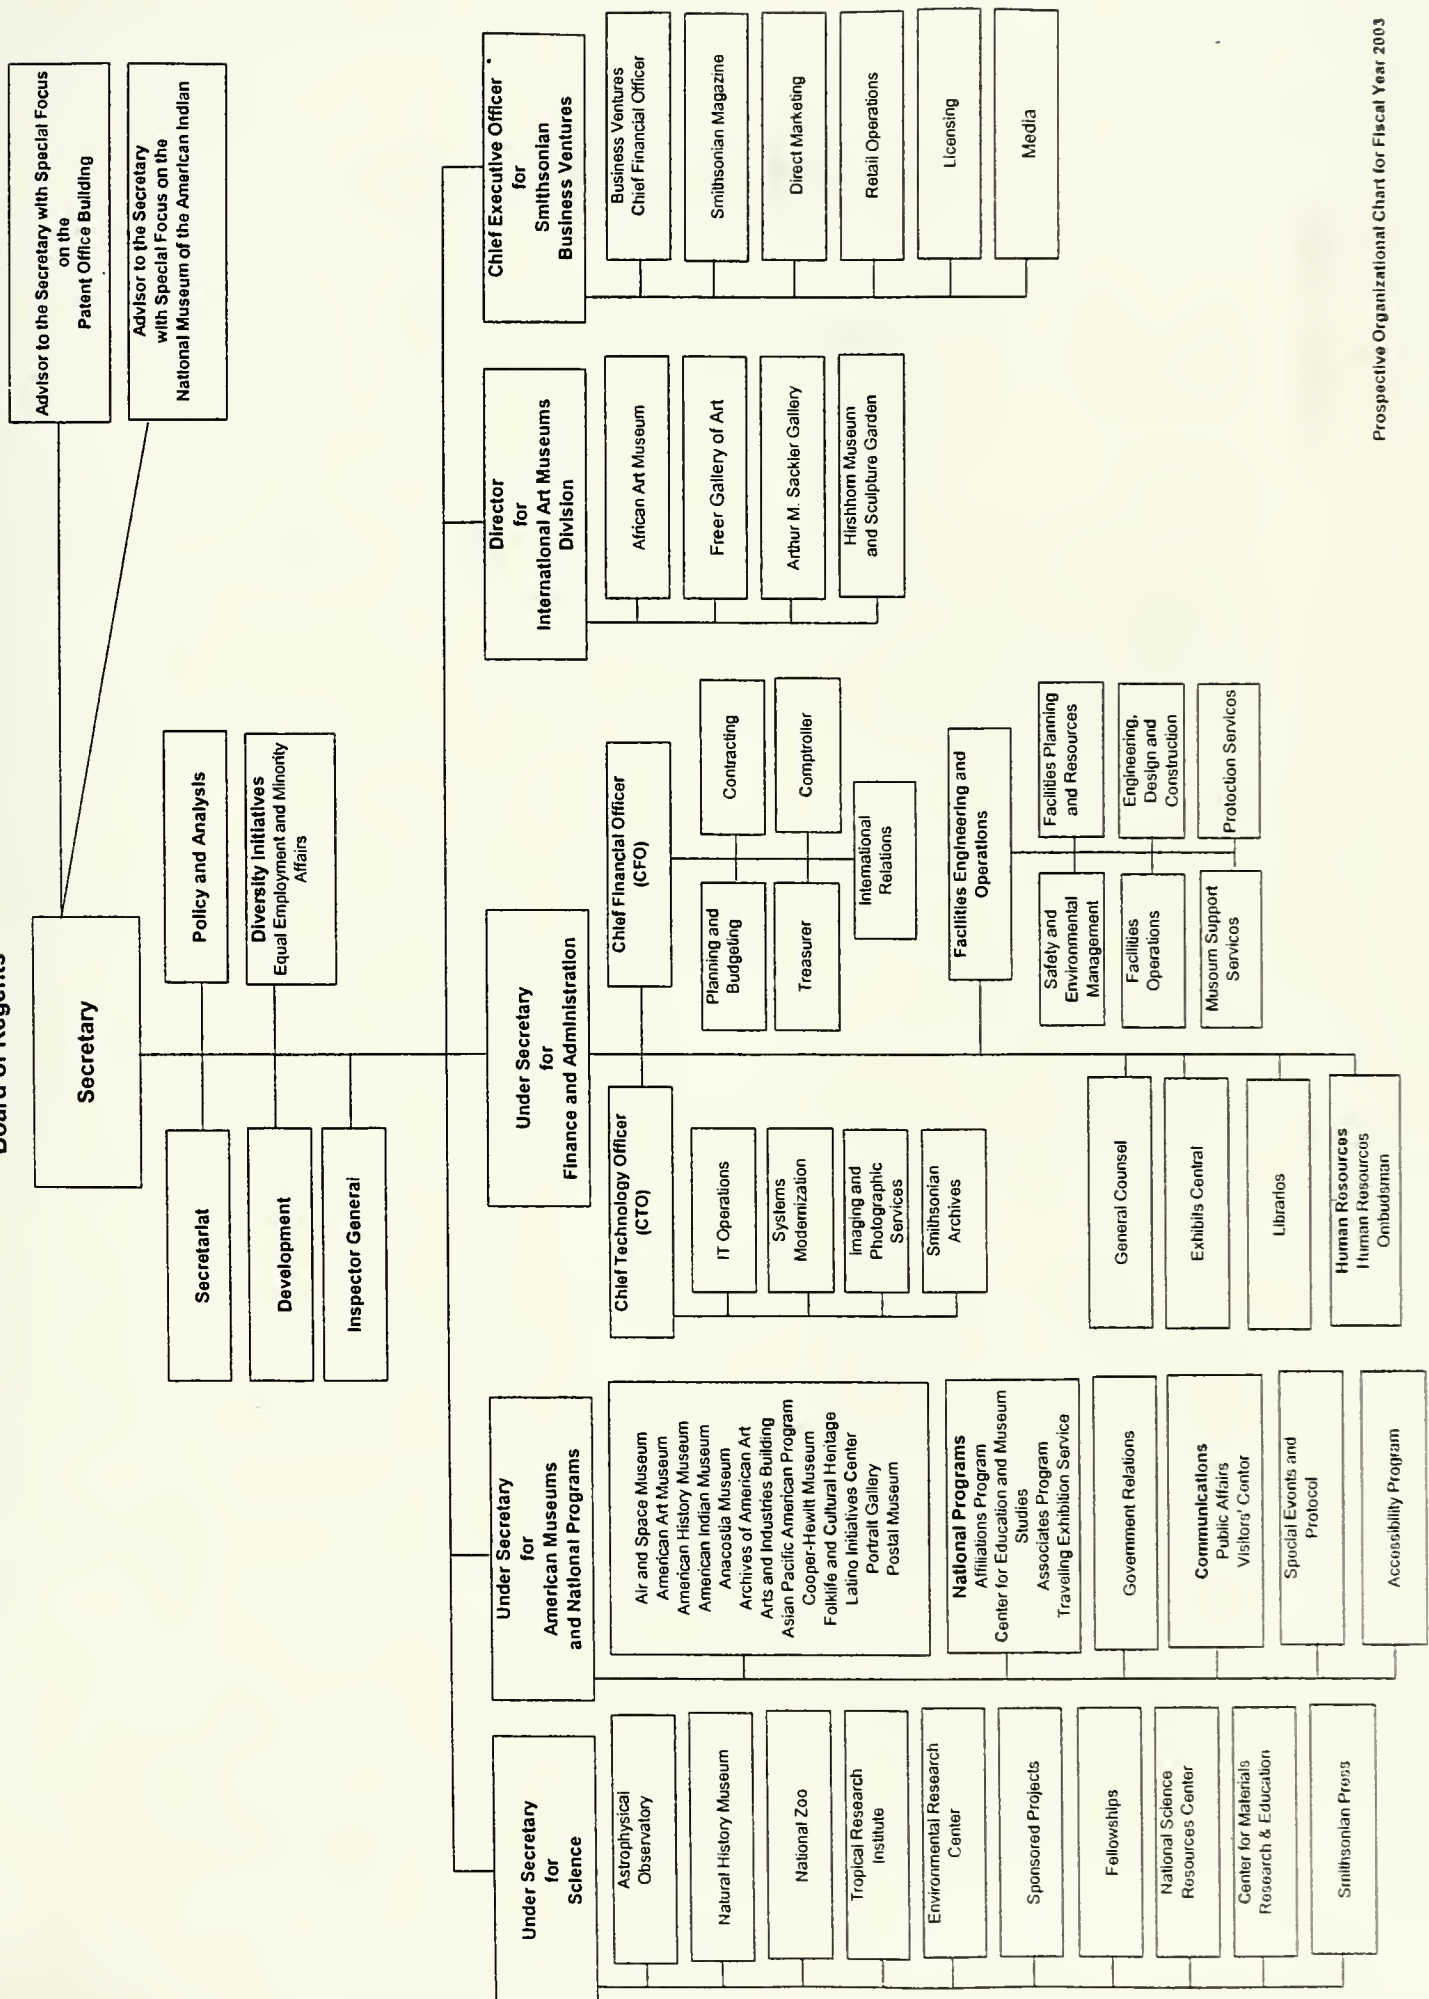 Board of Regents
Secretary
Advisor to the Secretary with Special Focus
on the
Patent Office Building
Advisor to the Secretary
with Special Focus on the
National Museum of the American Indian
Secretariat
Policy and Analysis
Development
Diversity Initiatives
Equal Employment and Minority
Affairs
Inspector General
Under Secretary
for
Science
Astrophysical
Observatory
Natural History Museum
National Zoo
Tropical Research
Institute
Environmental Research
Center
Sponsored Projects
Fellowships
National Science
Resources Center
Center for Materials
Research & Education
Smithsonian Press
Under Secretary
for
American Museums
and National Programs
Air and Space Museum
American Art Museum
American History Museum
American Indian Museum
Anacostia Museum
Archives of American Art
Arts and Industries Building
Asian Pacific American Program
Cooper-Hewitt Museum
Folklife and Cultural Heritage
Latino Initiatives Center
Portrait Gallery
Postal Museum
National Programs
Affiliations Program
Center for Education and Museum
Studies
Associates Program
Traveling Exhibition Service
Government Relations
Communications
Public Affairs
Visitors' Center
Special Events and
Protocol
Accessibility Program
Under Secretary
for
Finance and Administration
Chief Technology Officer
(CTO)
IT Operations
Systems
Modernization
Imaging and
Photographic
Services
Smithsonian
Archives
Chief Financial Officer
(CFO)
Planning and
Budgeting
Contracting
Treasurer
Comptroller
International
Relations
Facilities Engineering and
Operations
Safety and
Environmental
Management
Facilities Planning
and Resources
Facilities
Operations
Engineering,
Design and
Construction
Museum Support
Services
Protection Services
General Counsel
Exhibits Central
Libraries
Human Resources
Human Resources
Ombudsman
Director
for
International Art Museums
Division
African Art Museum
Freer Gallery of Art
Arthur M. Sackler Gallery
Hirshhorn Museum
and Sculpture Garden
Chief Executive Officer
for
Smithsonian
Business Ventures
Business Ventures
Chief Financial Officer
Smithsonian Magazine
Direct Marketing
Retail Operations
Licensing
Media
Prospective Organizational Chart for Fiscal Year 2003